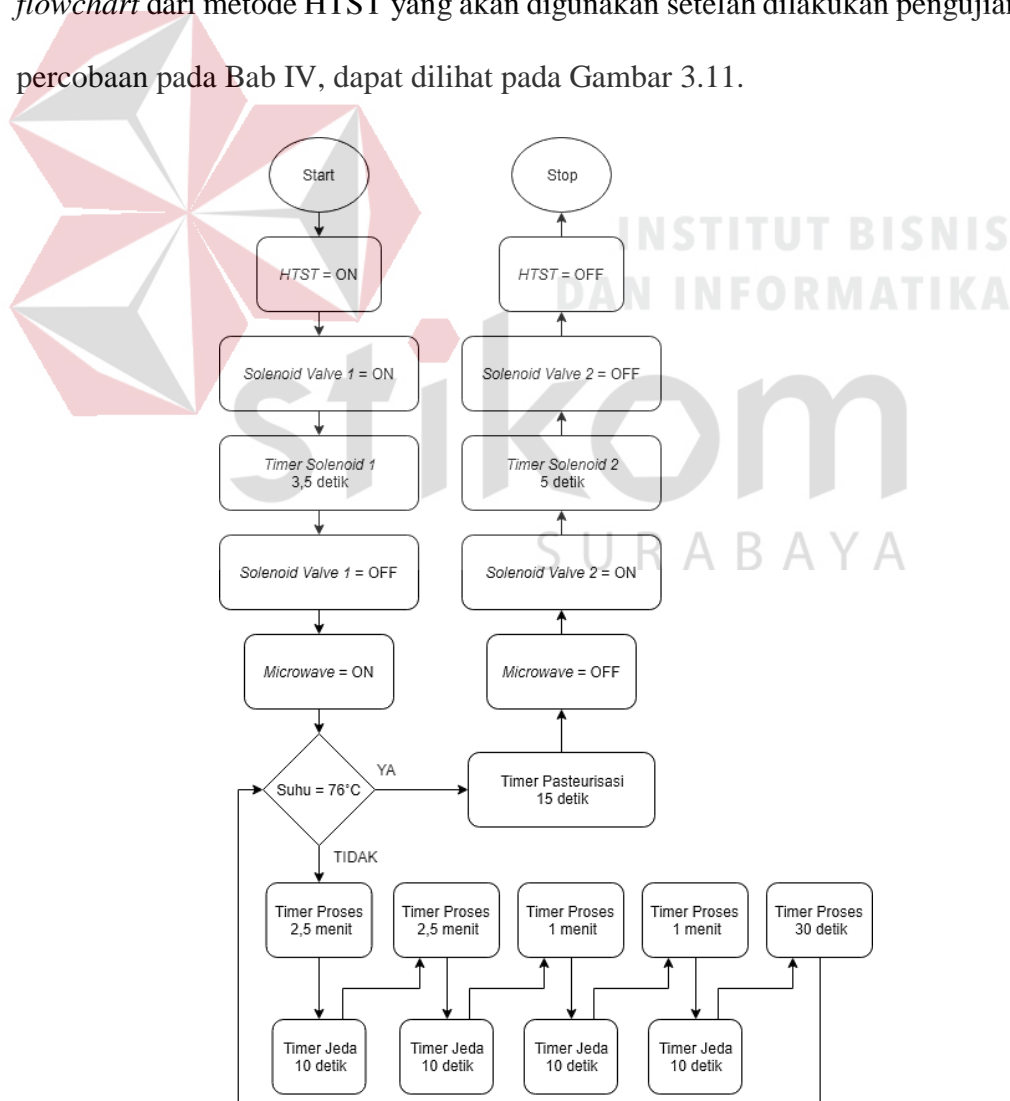 flowchart dari metode HTST yang akan digunakan setelah dilakukan pengujian
percobaan pada Bab IV, dapat dilihat pada Gambar 3.11.
Start
HTST = ON
Solenoid Valve 1 = ON
Timer Solenoid 1
3,5 detik
Solenoid Valve 1 = OFF
Microwave = ON
Suhu = 76°C
YA
TIDAK
Timer Pasteurisasi
15 detik
Microwave = OFF
Solenoid Valve 2 = ON
Timer Solenoid 2
5 detik
Solenoid Valve 2 = OFF
HTST = OFF
Stop
Timer Proses
2,5 menit
Timer Jeda
10 detik
Timer Proses
2,5 menit
Timer Jeda
10 detik
Timer Proses
1 menit
Timer Jeda
10 detik
Timer Proses
1 menit
Timer Jeda
10 detik
Timer Proses
30 detik
INSTITUT BISNIS
DAN INFORMATIKA
stikom
SURABAYA